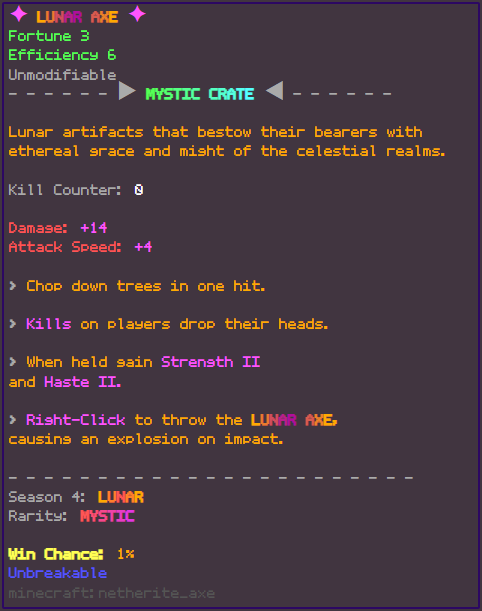 ✦ LUNAR AXE ✦
Fortune 3
Efficiency 6
Unmodifiable
- - - - - - ▶ MYSTIC CRATE ◀ - - - - - -
Lunar artifacts that bestow their bearers with
ethereal grace and might of the celestial realms.
Kill Counter: 0
Damage: +14
Attack Speed: +4
> Chop down trees in one hit.
> Kills on players drop their heads.
> When held gain Strength II
and Haste II.
> Right-Click to throw the LUNAR AXE,
causing an explosion on impact.
- - - - - - - - - - - - - - - - - - - - - - - -
Season 4: LUNAR
Rarity: MYSTIC
Win Chance: 1%
Unbreakable
minecraft:netherite_axe